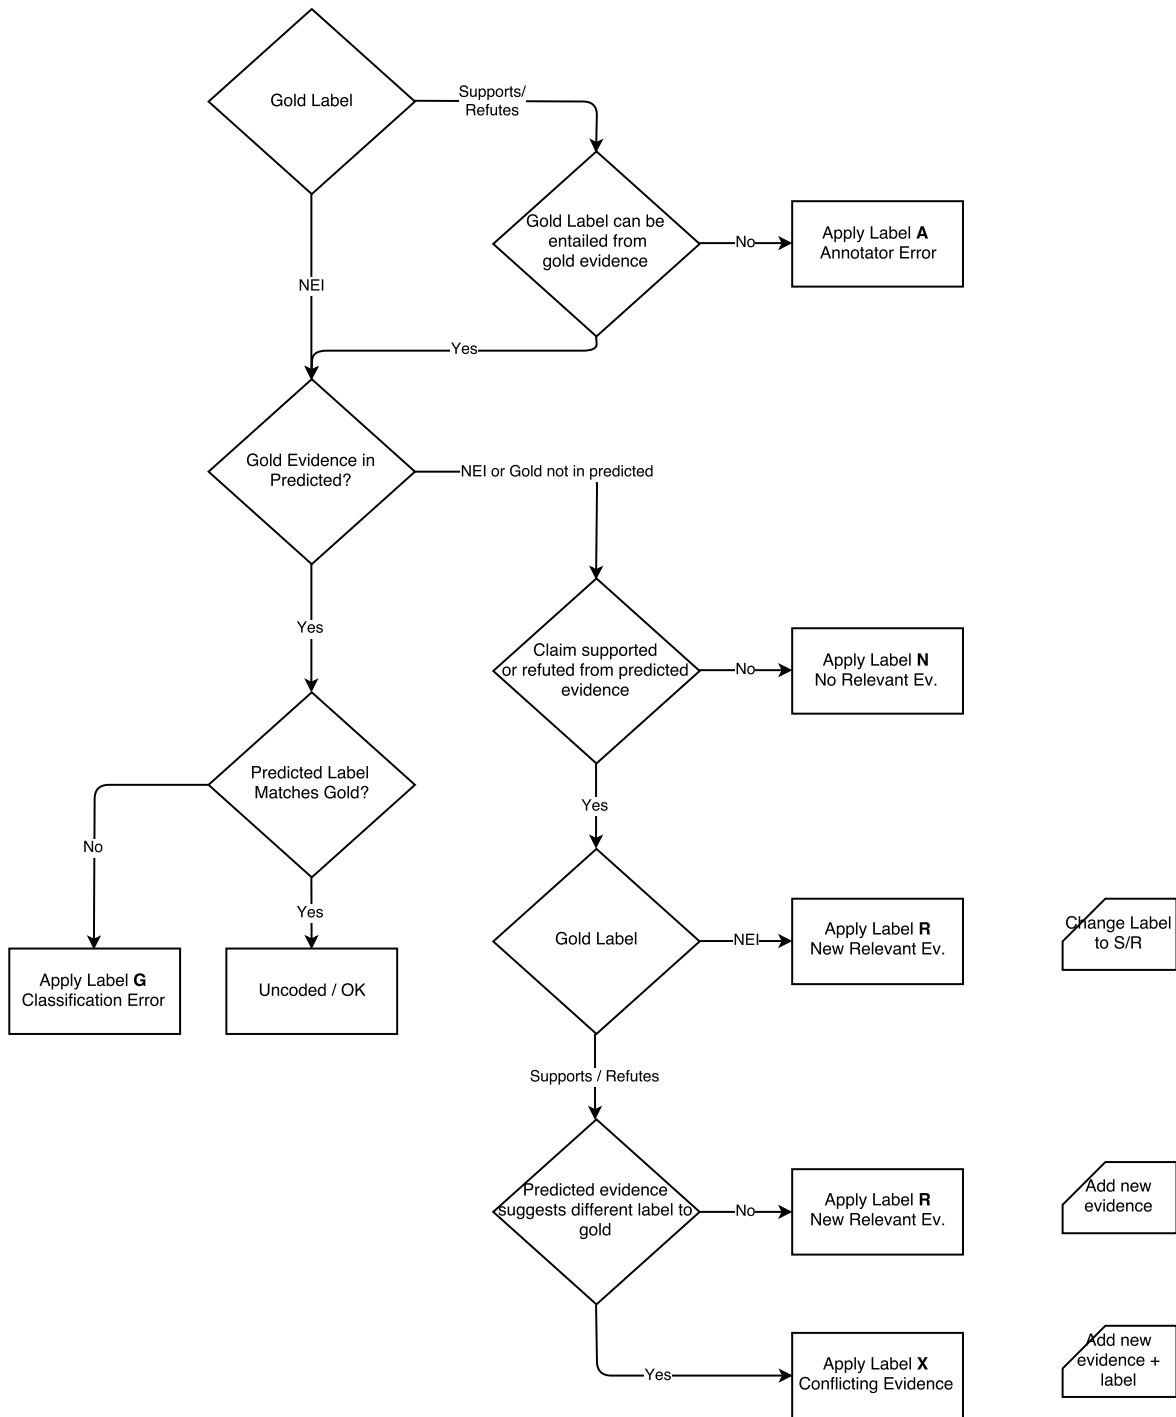 Gold Label
Supports/
Refutes
Gold Label can be
entailed from
gold evidence
No
Apply Label A
Annotator Error
NEI
Yes
Gold Evidence in
Predicted?
NEI or Gold not in predicted
Yes
Claim supported
or refuted from predicted
evidence
No
Apply Label N
No Relevant Ev.
Predicted Label
Matches Gold?
Yes
No
Yes
Apply Label G
Classification Error
Uncoded / OK
Gold Label
NEI
Apply Label R
New Relevant Ev.
Change Label
to S/R
Supports / Refutes
Predicted evidence
suggests different label to
gold
No
Apply Label R
New Relevant Ev.
Add new
evidence
Yes
Apply Label X
Conflicting Evidence
Add new
evidence +
label